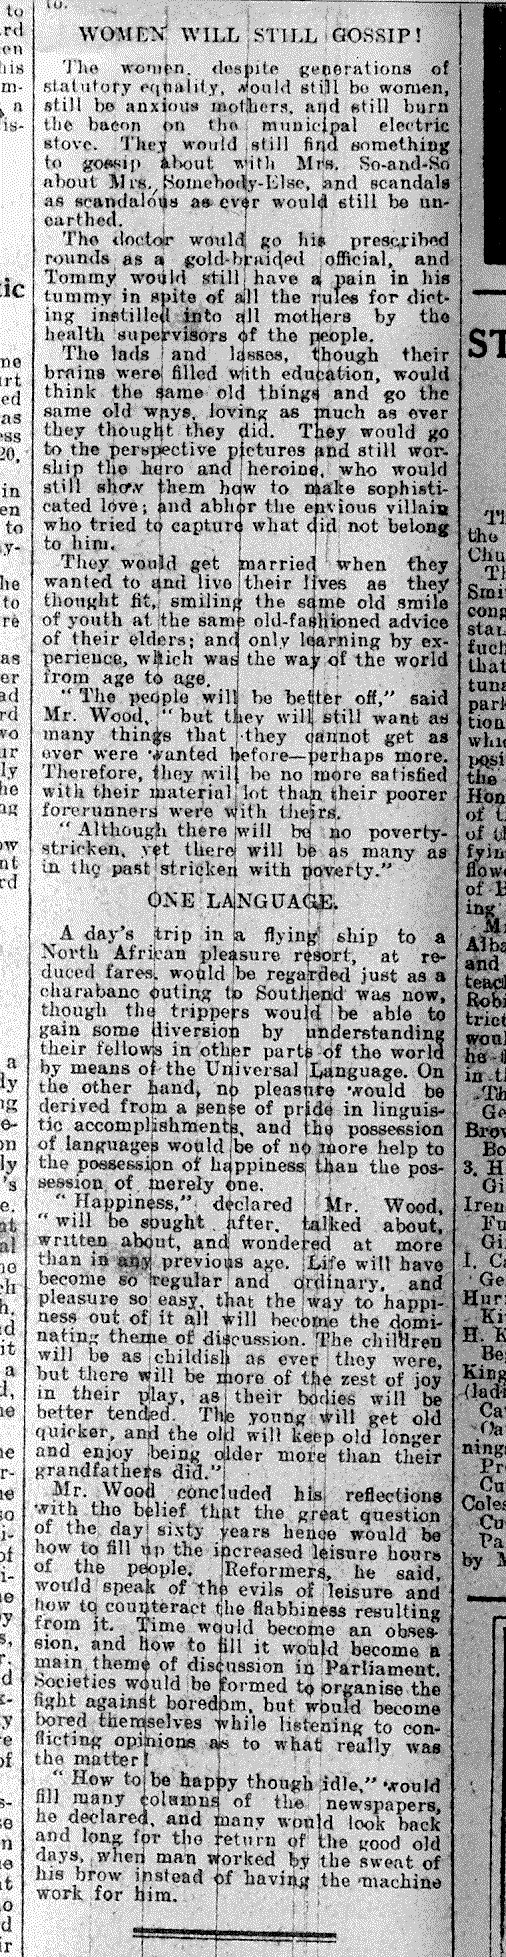 to.
WOMEN WILL STILL GOSSIP!
The women, despite generations of
statutory equality, would still be women,
still be anxious mothers, and still burn
the bacon on the municipal electric
stove. They would still find something
to gossip about with Mrs. So-and-So
about Mrs. Somebody-Else, and scandals
as scandalous as ever would still be un-
earthed.
The doctor would go his prescribed
rounds as a gold-braided official, and
Tommy would still have a pain in his
tummy in spite of all the rules for diet-
ing instilled into all mothers by the
health supervisors of the people.
The lads and lasses, though their
brains were filled with education, would
think the same old things and go the
same old ways, loving as much as ever
they thought they did. They would go
to the perspective pictures and still wor-
ship the hero and heroine, who would
still show them how to make sophisti-
cated love; and abhor the envious villain
who tried to capture what did not belong
to him.
They would get married when they
wanted to and live their lives as they
thought fit, smiling the same old smile
of youth at the same old-fashioned advice
of their elders; and only learning by ex-
perience, which was the way of the world
from age to age.
"The people will be better off," said
Mr. Wood, "but they will still want as
many things that they cannot get as
ever were wanted before—perhaps more.
Therefore, they will be no more satisfied
with their material lot than their poorer
forerunners were with theirs.
"Although there will be no poverty-
stricken, yet there will be as many as
in the past stricken with poverty."
ONE LANGUAGE.
A day's trip in a flying ship to a
North African pleasure resort, at re-
duced fares, would be regarded just as a
charabanc outing to Southend was now,
though the trippers would be able to
gain some diversion by understanding
their fellows in other parts of the world
by means of the Universal Language. On
the other hand, no pleasure would be
derived from a sense of pride in linguis-
tic accomplishments, and the possession
of languages would be of no more help to
the possession of happiness than the pos-
session of merely one.
"Happiness," declared Mr. Wood,
"will be sought after, talked about,
written about, and wondered at more
than in any previous age. Life will have
become so regular and ordinary, and
pleasure so easy, that the way to happi-
ness out of it all will become the domi-
nating theme of discussion. The children
will be as childish as ever they were,
but there will be more of the zest of joy
in their play, as their bodies will be
better tended. The young will get old
quicker, and the old will keep old longer
and enjoy being older more than their
grandfathers did."
Mr. Wood concluded his reflections
with the belief that the great question
of the day sixty years hence would be
how to fill up the increased leisure hours
of the people. Reformers, he said,
would speak of the evils of leisure and
how to counteract the flabbiness resulting
from it. Time would become an obses-
sion, and how to fill it would become a
main theme of discussion in Parliament.
Societies would be formed to organise the
fight against boredom, but would become
bored themselves while listening to con-
flicting opinions as to what really was
the matter!
"How to be happy though idle," would
fill many columns of the newspapers,
he declared, and many would look back
and long for the return of the good old
days, when man worked by the sweat of
his brow instead of having the machine
work for him.